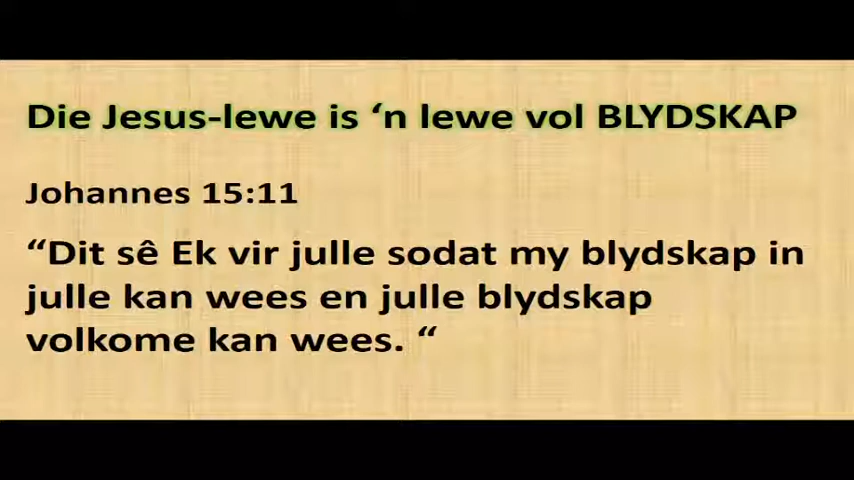 Die Jesus-lewe is ‘n lewe vol BLYDSKAP
Johannes 15:11
“Dit sê Ek vir julle sodat my blydskap in
julle kan wees en julle blydskap
volkome kan wees. “